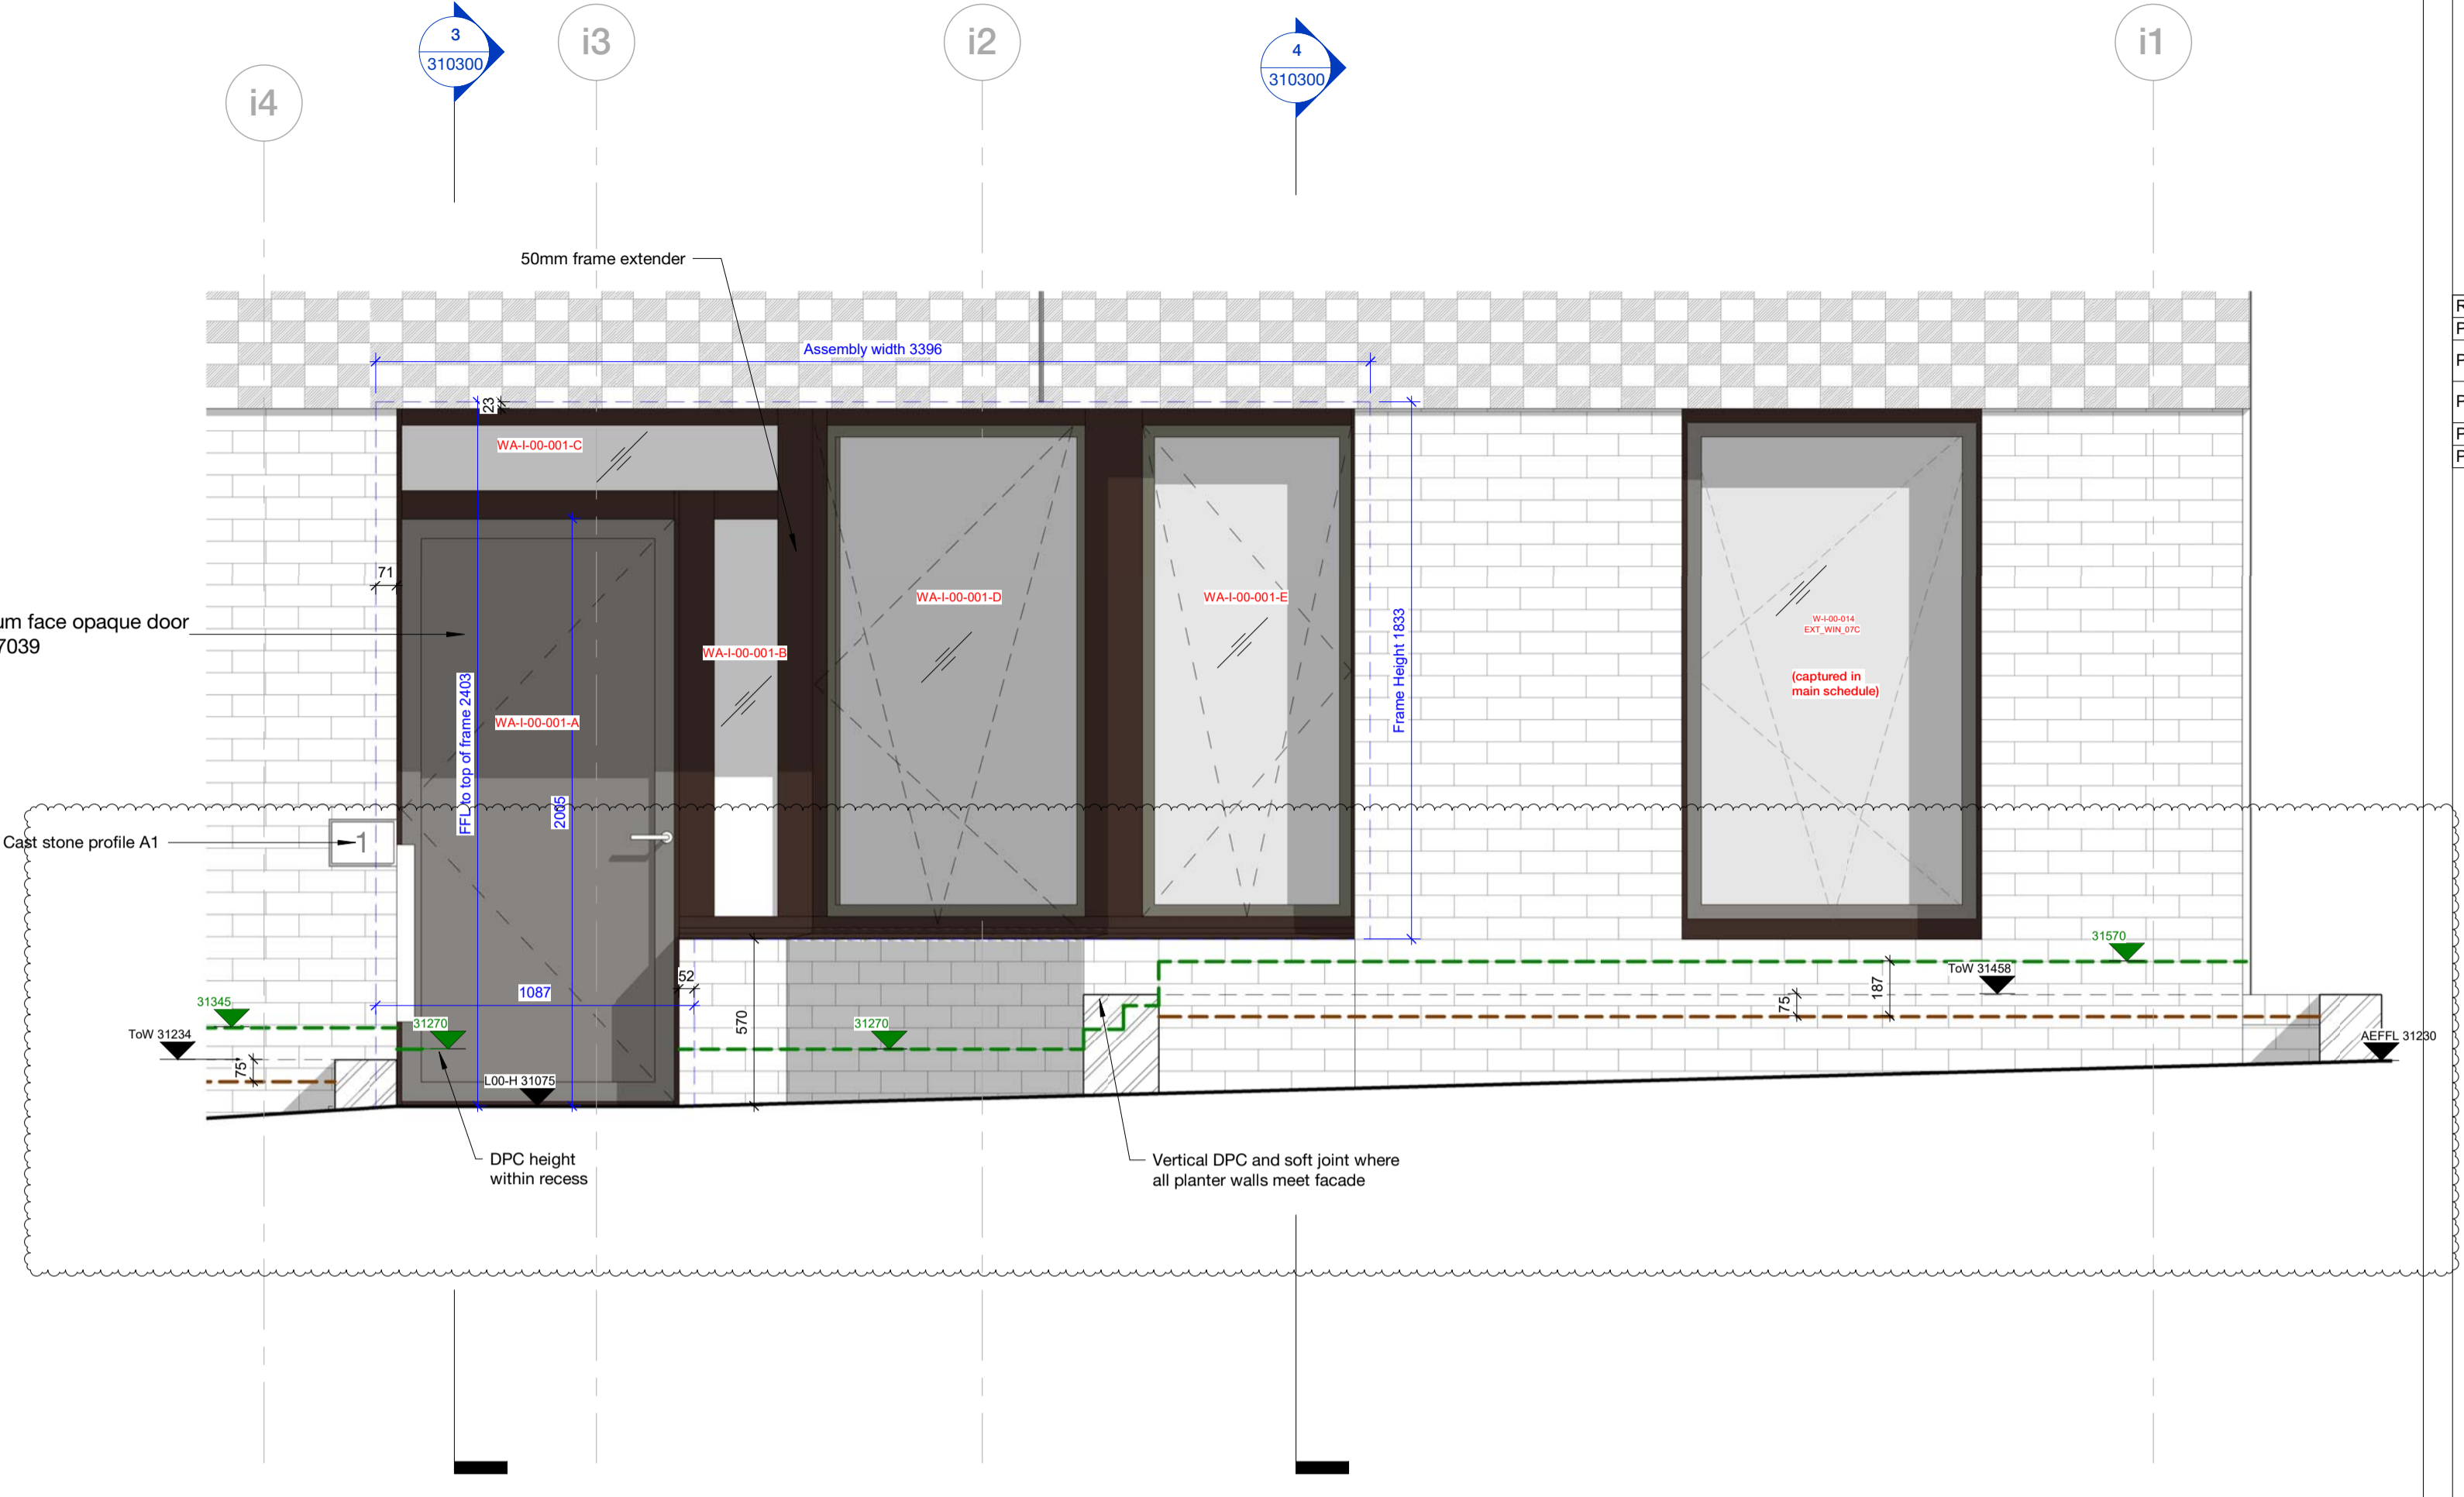 3
310300
i3
i2
4
310300
i1
i4
50mm frame extender
Assembly width 3396
23
WA-I-00-001-C
71
um face opaque door
7039
WA-I-00-001-D
WA-I-00-001-E
WA-I-00-001-B
WA-I-00-001-A
FFL to top of frame 2403
2005
Frame Height 1833
W-I-00-014
EXT_WIN_07C
(captured in
main schedule)
Cast stone profile A1
1
31345
ToW 31234
75
31270
1087
52
570
31270
L00-H 31075
31570
ToW 31458
75
187
AEFFL 31230
DPC height
within recess
Vertical DPC and soft joint where
all planter walls meet facade
R
P
P
P
P
P